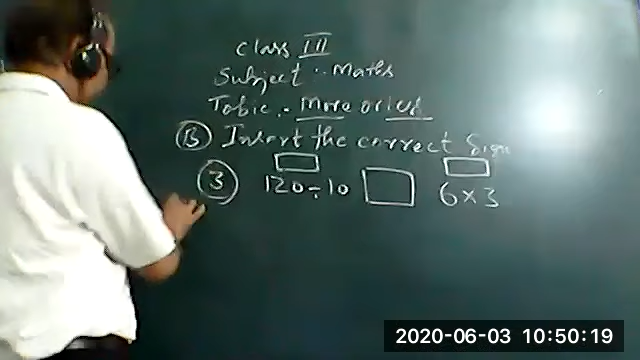 Class III
Subject :- Maths
Tobic :- More or less
(B) Insert the correct sign
(3) 120÷10 □ 6×3
2020-06-03 10:50:19